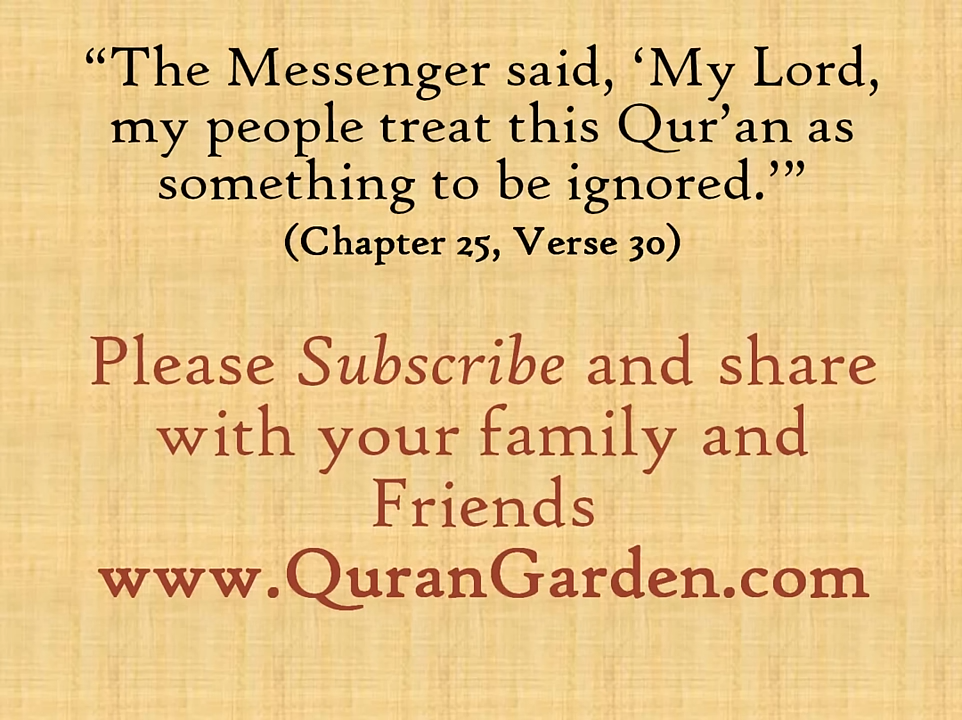 “The Messenger said, ‘My Lord,
my people treat this Qur’an as
something to be ignored.’”
(Chapter 25, Verse 30)
Please Subscribe and share
with your family and
Friends
www.QuranGarden.com